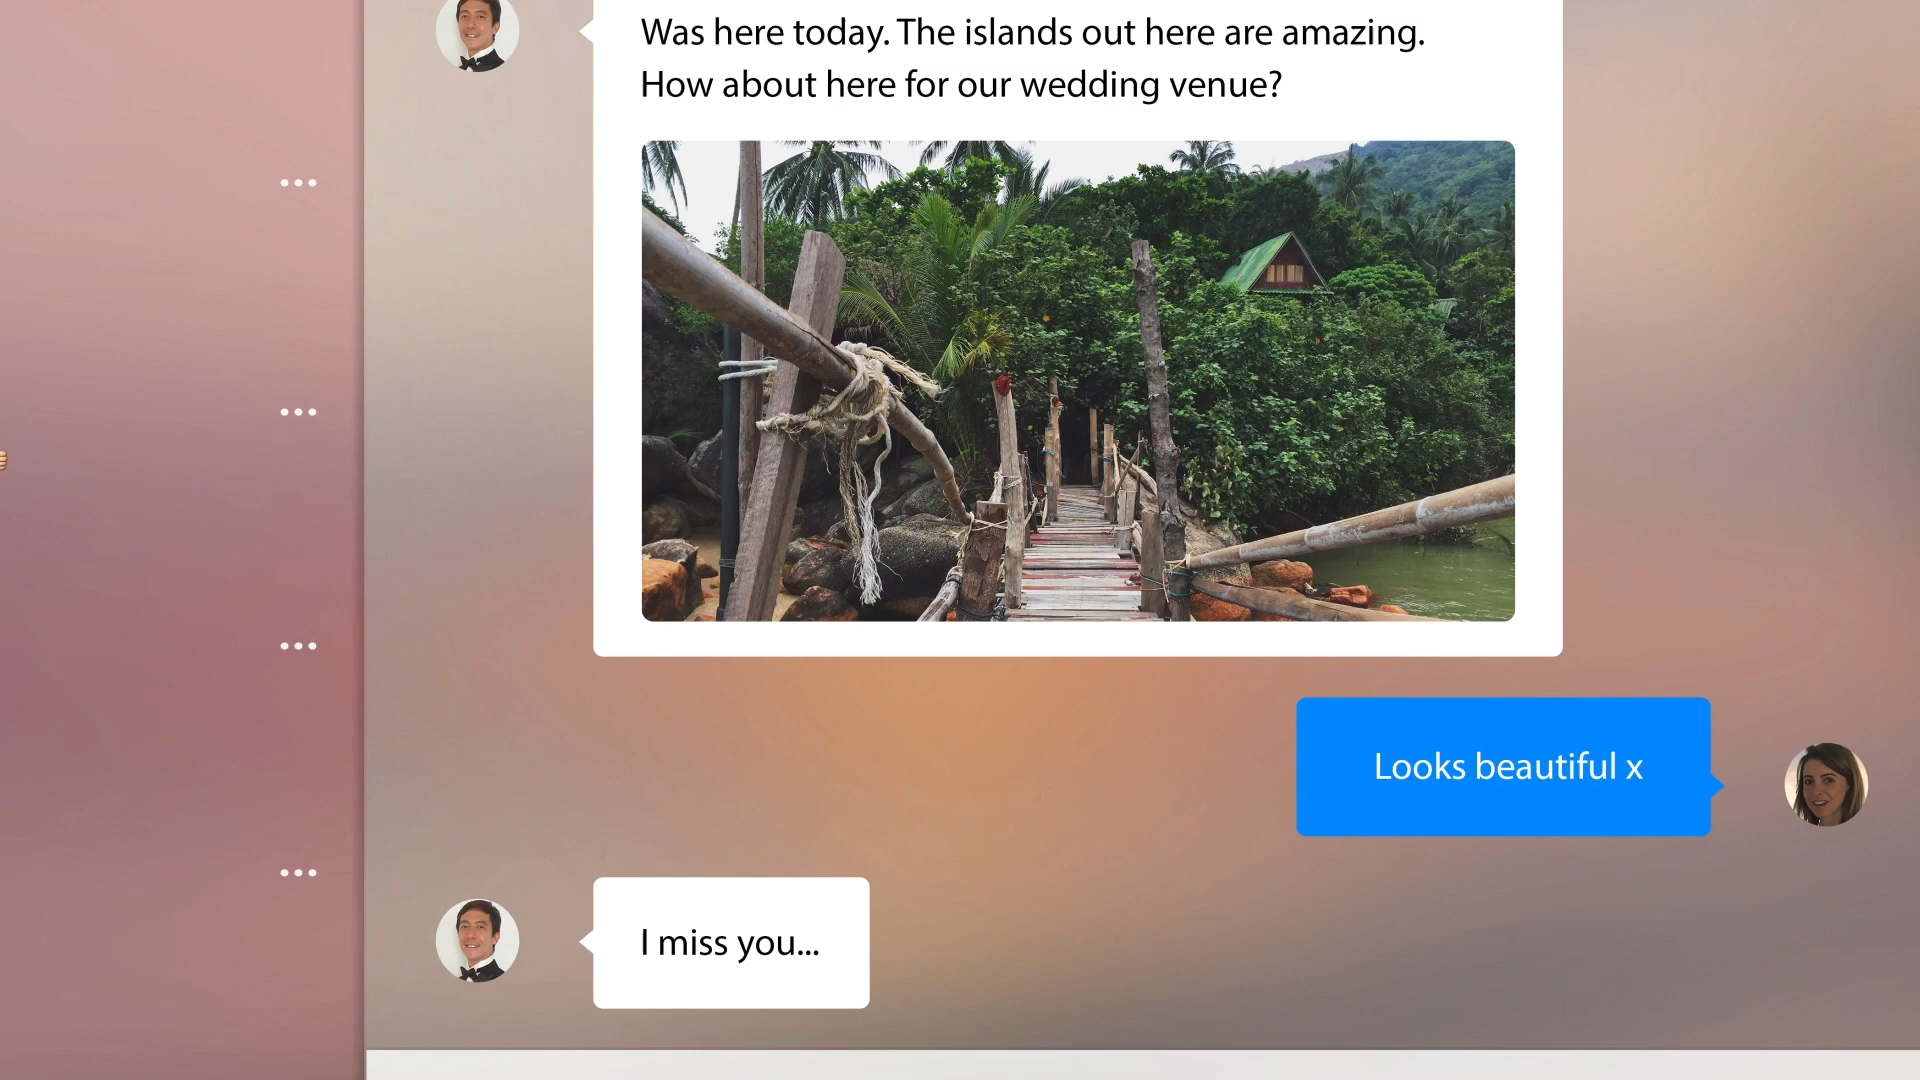 Was here today. The islands out here are amazing.
How about here for our wedding venue?
Looks beautiful x
I miss you...